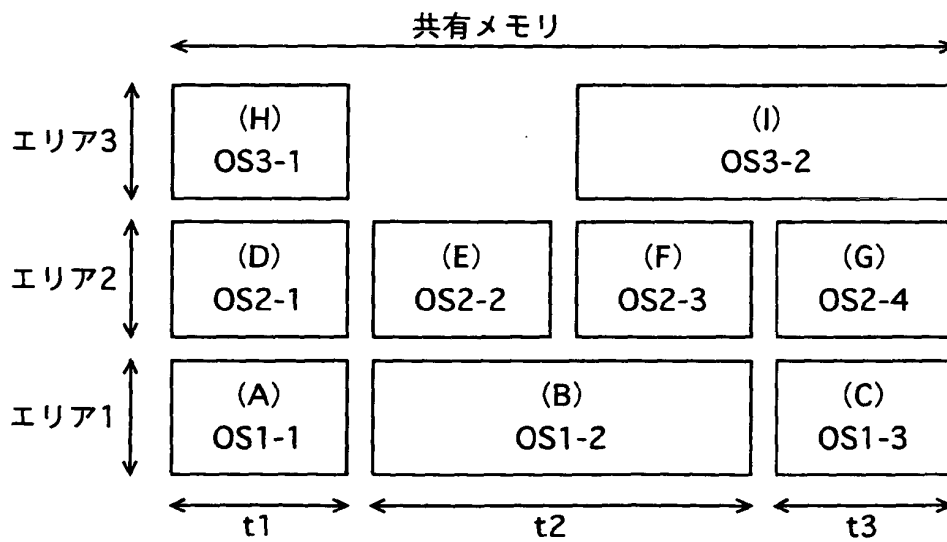 共有メモリ
エリア3
(H)
OS3-1
(I)
OS3-2
エリア2
(D)
OS2-1
(E)
OS2-2
(F)
OS2-3
(G)
OS2-4
エリア1
(A)
OS1-1
(B)
OS1-2
(C)
OS1-3
t1
t2
t3